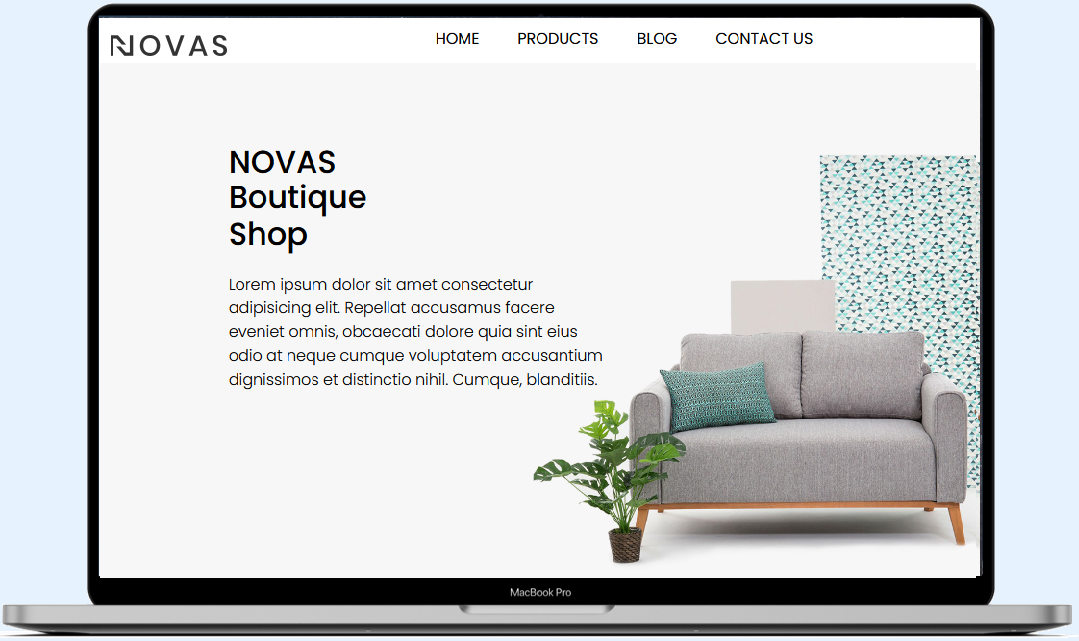 NOVAS
HOME PRODUCTS BLOG CONTACT US
NOVAS
Boutique
Shop
Lorem ipsum dolor sit amet consectetur
adipisicing elit. Repellat accusamus facere
eveniet omnis, obcaecati dolore quia sint eius
odio at neque cumque voluptatem accusantium
dignissimos et distinctio nihil. Cumque, blanditiis.
MacBook Pro